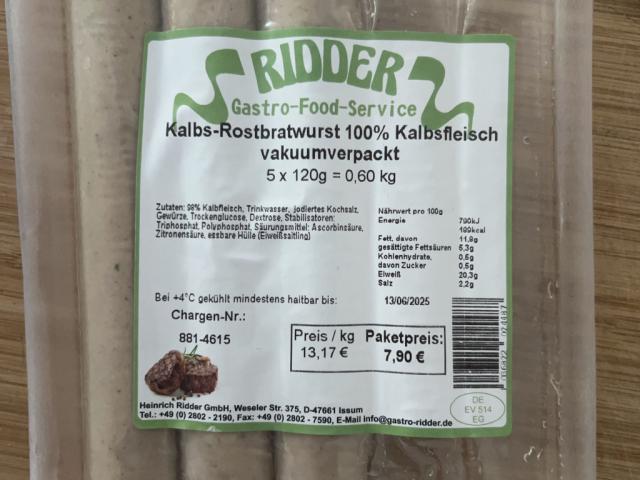 RIDDER
Gastro-Food-Service
Kalbs-Rostbratwurst 100% Kalbsfleisch
vakuumverpackt
5 x 120g = 0,60 kg
Zutaten: 98% Kalbfleisch, Trinkwasser, jodiertes Kochsalz,
Gewürze, Trockenglucose, Dextrose, Stabilisatoren:
Triphosphat, Polyphosphat, Säurungsmittel: Ascorbinsäure,
Zitronensäure, essbare Hülle (Eiweißsaitling)
Nährwert pro 100g
Energie 790kJ
189kcal
Fett, davon 11,9g
gesättigte Fettsäuren 5,3g
Kohlenhydrate, 0,5g
davon Zucker 0,5g
Eiweiß 20,3g
Salz 2,2g
Bei +4°C gekühlt mindestens haltbar bis: 13/06/2025
Chargen-Nr.:
881-4615
Preis / kg Paketpreis:
13,17 € 7,90 €
Heinrich Ridder GmbH, Weseler Str. 375, D-47661 Issum
Tel.: +49 (0) 2802 - 2190, Fax: +49 (0) 2802 - 7590, E-Mail info@gastro-ridder.de
DE
EV 514
EG